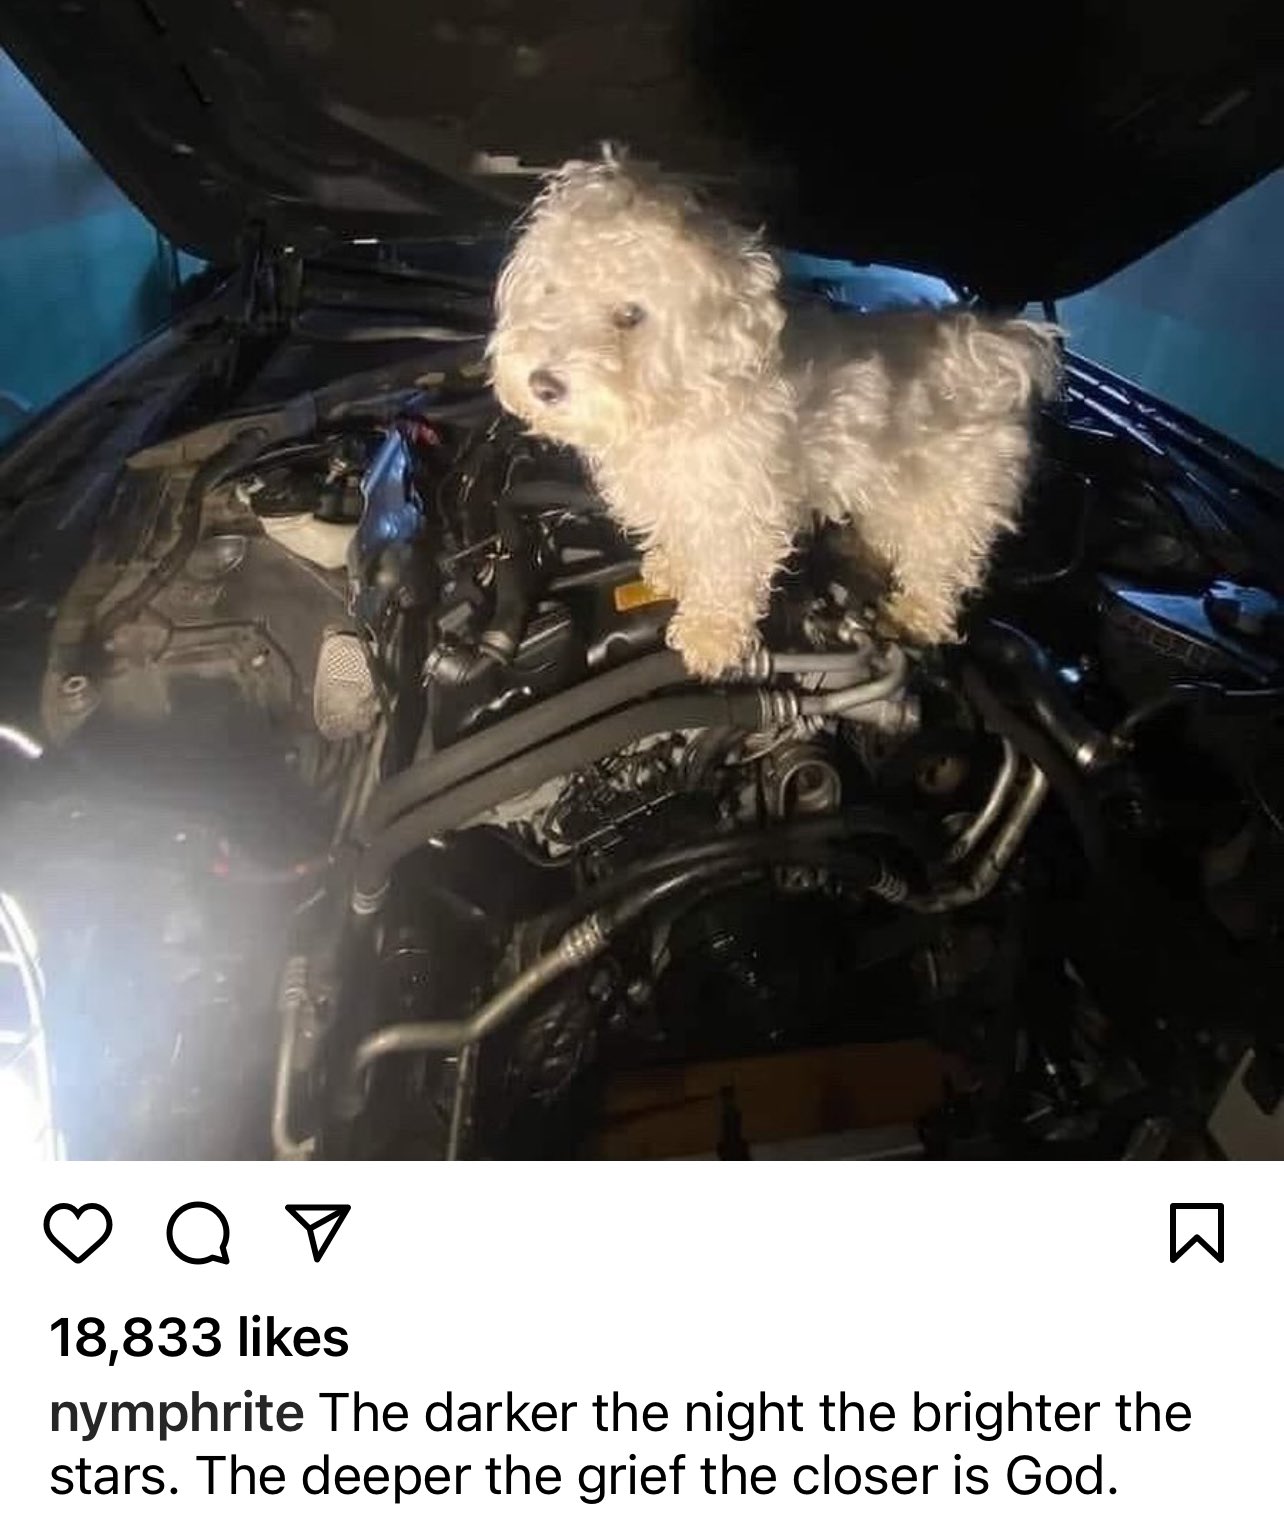 18,833 likes
nymphrite The darker the night the brighter the
stars. The deeper the grief the closer is God.